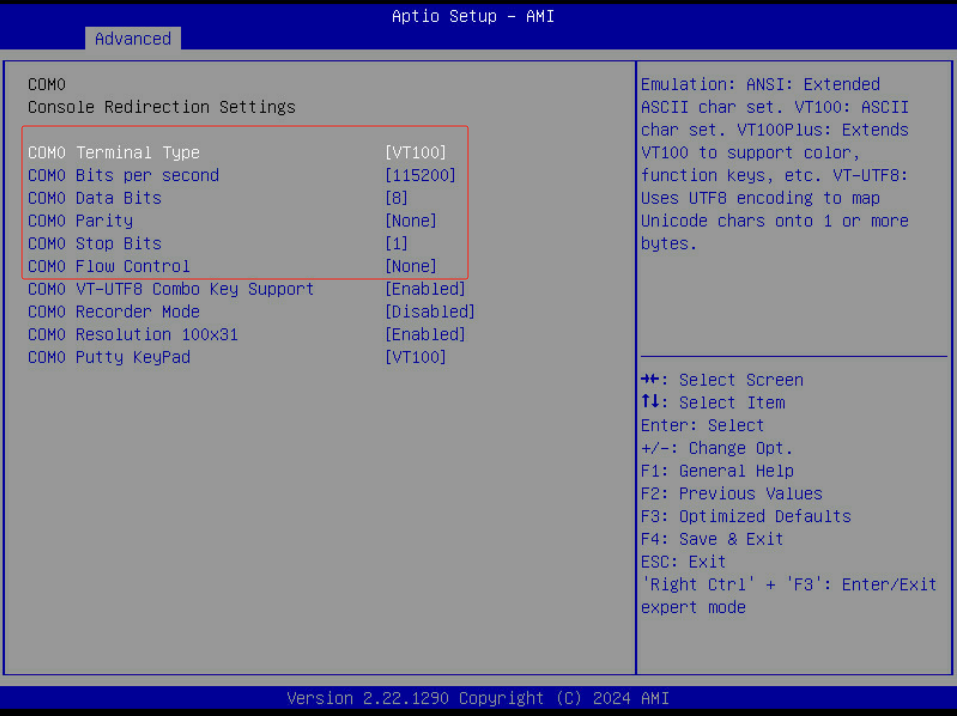 Aptio Setup – AMI
Advanced
COM0
Console Redirection Settings
COM0 Terminal Type [VT100]
COM0 Bits per second [115200]
COM0 Data Bits [8]
COM0 Parity [None]
COM0 Stop Bits [1]
COM0 Flow Control [None]
COM0 VT-UTF8 Combo Key Support [Enabled]
COM0 Recorder Mode [Disabled]
COM0 Resolution 100x31 [Enabled]
COM0 Putty KeyPad [VT100]
Emulation: ANSI: Extended
ASCII char set. VT100: ASCII
char set. VT100Plus: Extends
VT100 to support color,
function keys, etc. VT-UTF8:
Uses UTF8 encoding to map
Unicode chars onto 1 or more
bytes.
→←: Select Screen
↑↓: Select Item
Enter: Select
+/-: Change Opt.
F1: General Help
F2: Previous Values
F3: Optimized Defaults
F4: Save & Exit
ESC: Exit
'Right Ctrl' + 'F3': Enter/Exit
expert mode
Version 2.22.1290 Copyright (C) 2024 AMI